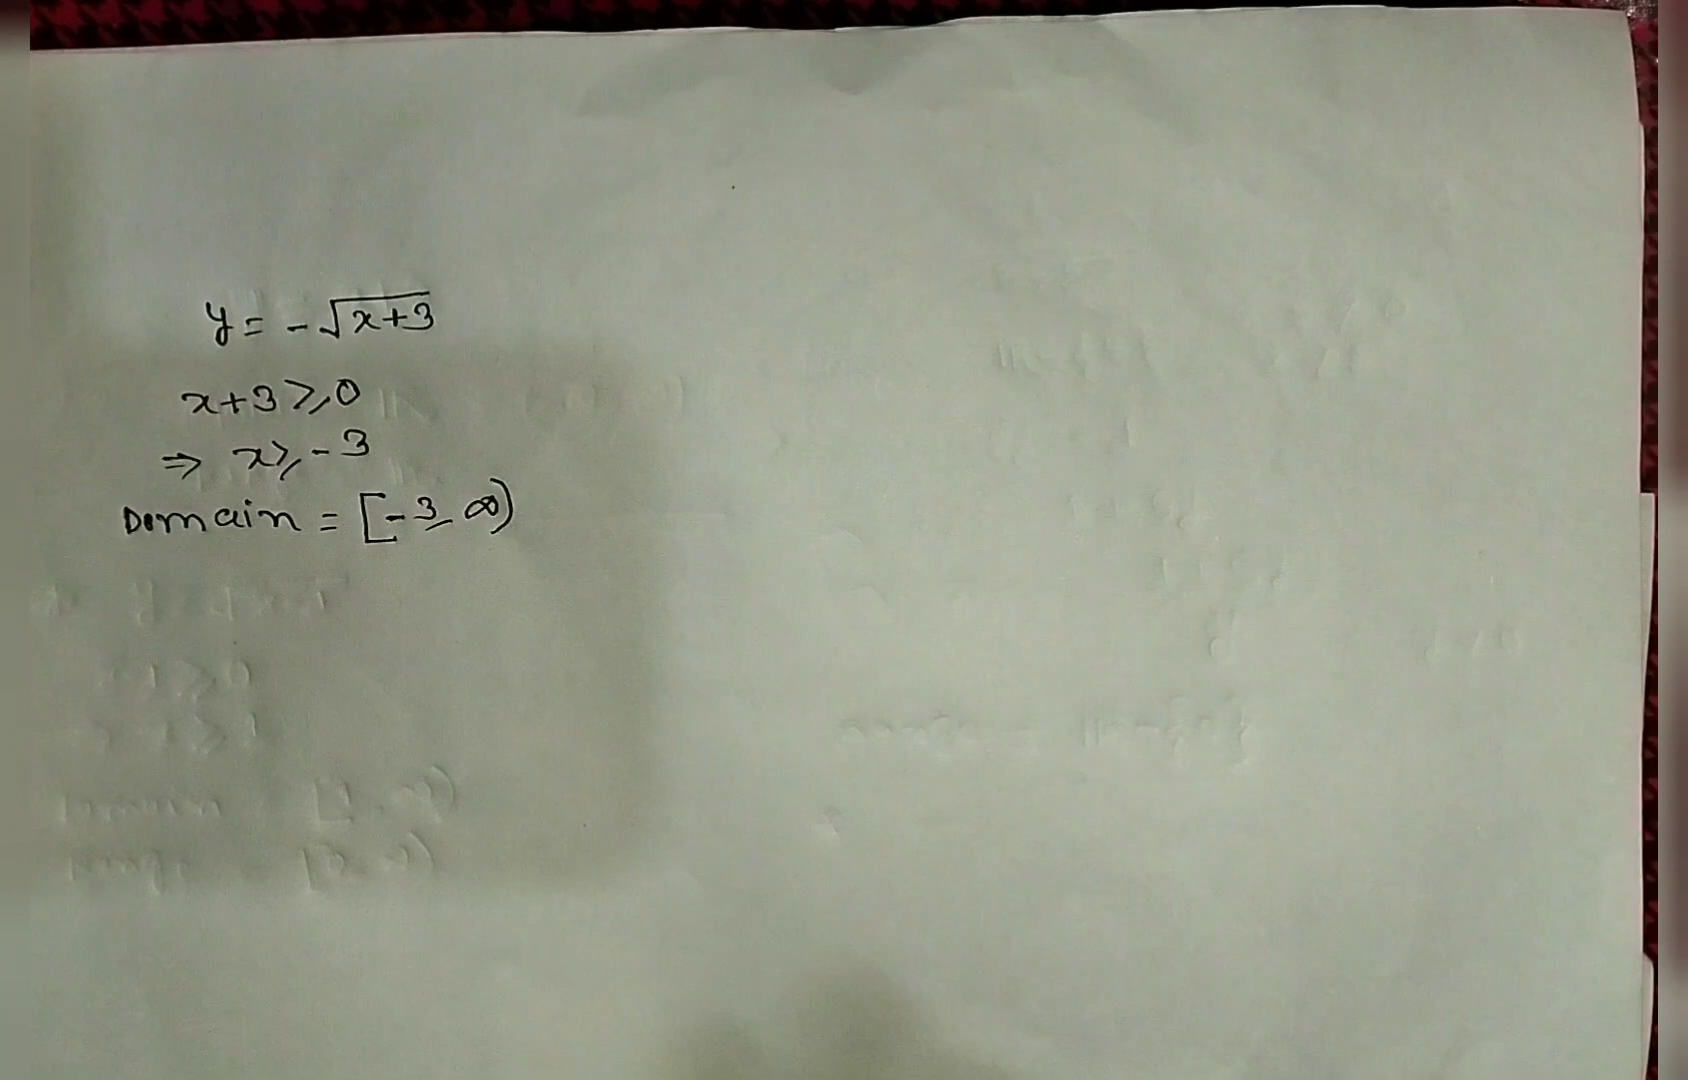 y = -√x+3
x+3 ≥ 0
⇒ x ≥ -3
Domain = [-3, ∞)